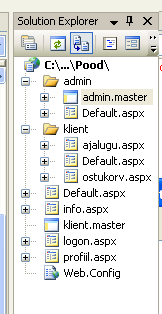 Solution Explorer
C:\...\Pood\
admin
admin.master
Default.aspx
klient
ajalugu.aspx
Default.aspx
ostukorv.aspx
Default.aspx
info.aspx
klient.master
logon.aspx
profiil.aspx
Web.Config